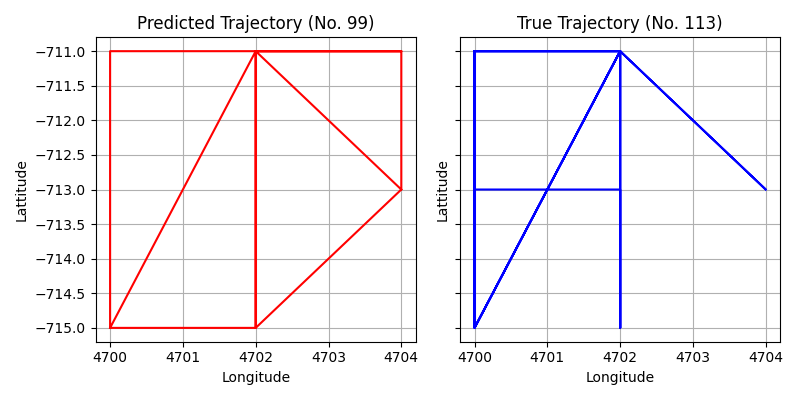 Predicted Trajectory (No. 99)
True Trajectory (No. 113)
−711.0
−711.5
−712.0
−712.5
−713.0
−713.5
−714.0
−714.5
−715.0
Lattitude
Lattitude
4700 4701 4702 4703 4704
4700 4701 4702 4703 4704
Longitude
Longitude